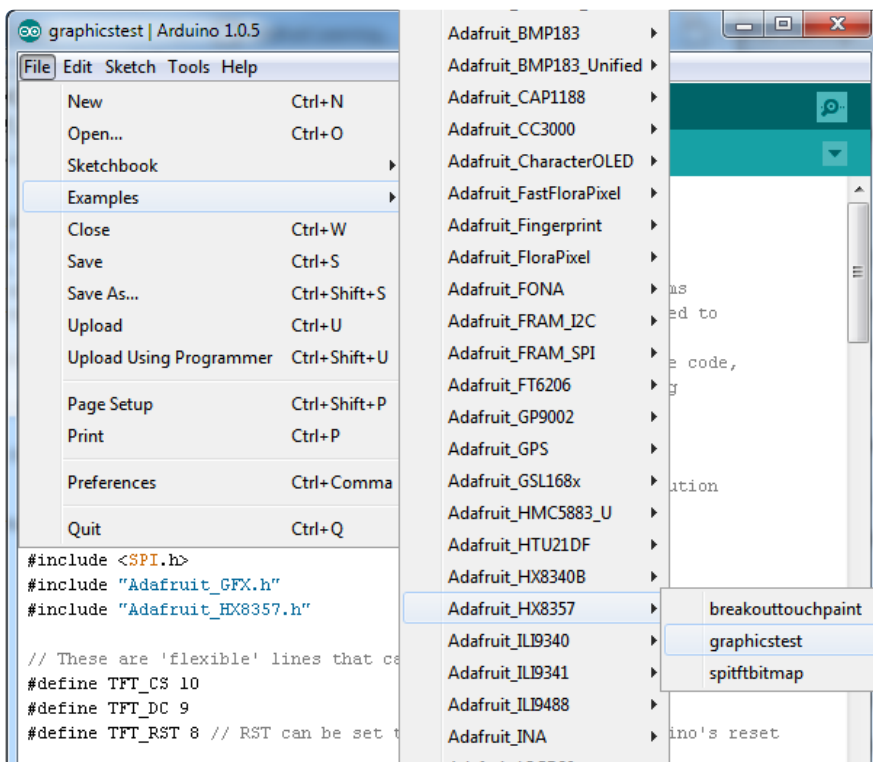 graphicstest | Arduino 1.0.5
File Edit Sketch Tools Help
New Ctrl+N
Open... Ctrl+O
Sketchbook
Examples
Close Ctrl+W
Save Ctrl+S
Save As... Ctrl+Shift+S
Upload Ctrl+U
Upload Using Programmer Ctrl+Shift+U
Page Setup Ctrl+Shift+P
Print Ctrl+P
Preferences Ctrl+Comma
Quit Ctrl+Q
Adafruit_BMP183
Adafruit_BMP183_Unified
Adafruit_CAP1188
Adafruit_CC3000
Adafruit_CharacterOLED
Adafruit_FastFloraPixel
Adafruit_Fingerprint
Adafruit_FloraPixel
Adafruit_FONA
Adafruit_FRAM_I2C
Adafruit_FRAM_SPI
Adafruit_FT6206
Adafruit_GP9002
Adafruit_GPS
Adafruit_GSL168x
Adafruit_HMC5883_U
Adafruit_HTU21DF
Adafruit_HX8340B
Adafruit_HX8357
Adafruit_ILI9340
Adafruit_ILI9341
Adafruit_ILI9488
Adafruit_INA
breakouttouchpaint
graphicstest
spitftbitmap
ms
ed to
e code,
g
ution
#include <SPI.h>
#include "Adafruit_GFX.h"
#include "Adafruit_HX8357.h"
// These are 'flexible' lines that ca
#define TFT_CS 10
#define TFT_DC 9
#define TFT_RST 8 // RST can be set t ino's reset